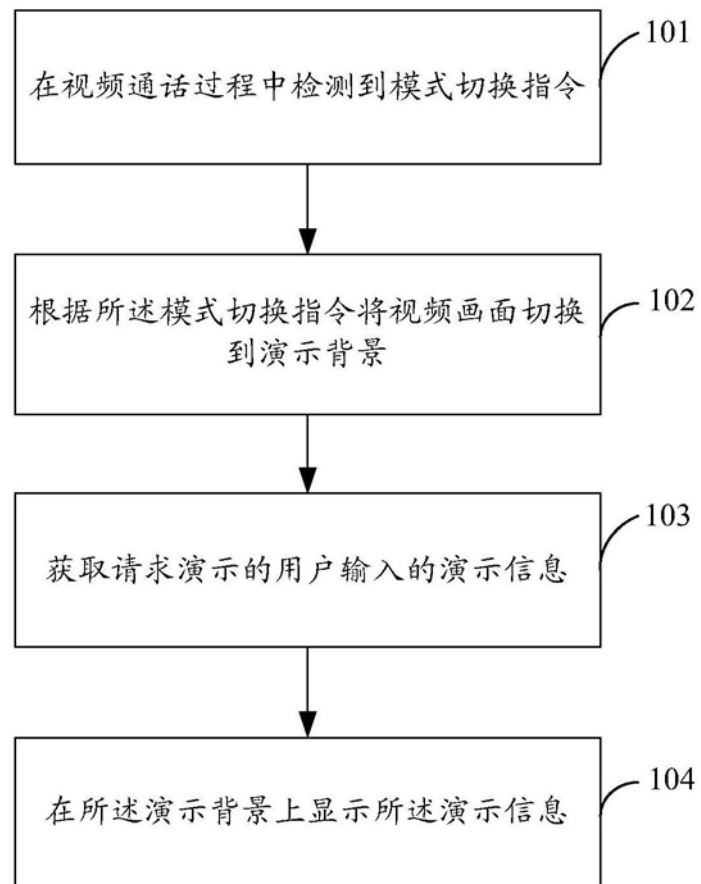 101
在视频通话过程中检测到模式切换指令
102
根据所述模式切换指令将视频画面切换
到演示背景
103
获取请求演示的用户输入的演示信息
104
在所述演示背景上显示所述演示信息